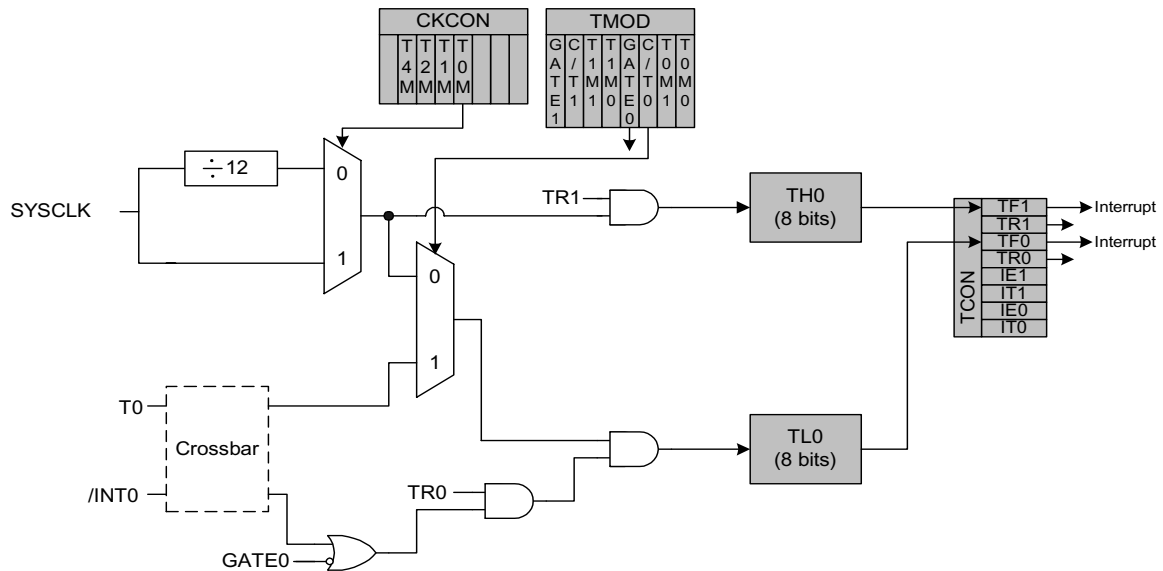 CKCON
T4M
T2M
T1M
T0M
TMOD
GATE1
C/T1
T1M1
T1M0
GATE0
C/T0
T0M1
T0M0
÷12
0
SYSCLK
1
TR1
TH0
(8 bits)
TCON
TF1
Interrupt
TR1
TF0
Interrupt
TR0
IE1
IT1
IE0
IT0
0
1
T0
Crossbar
/INT0
TR0
GATE0
TL0
(8 bits)